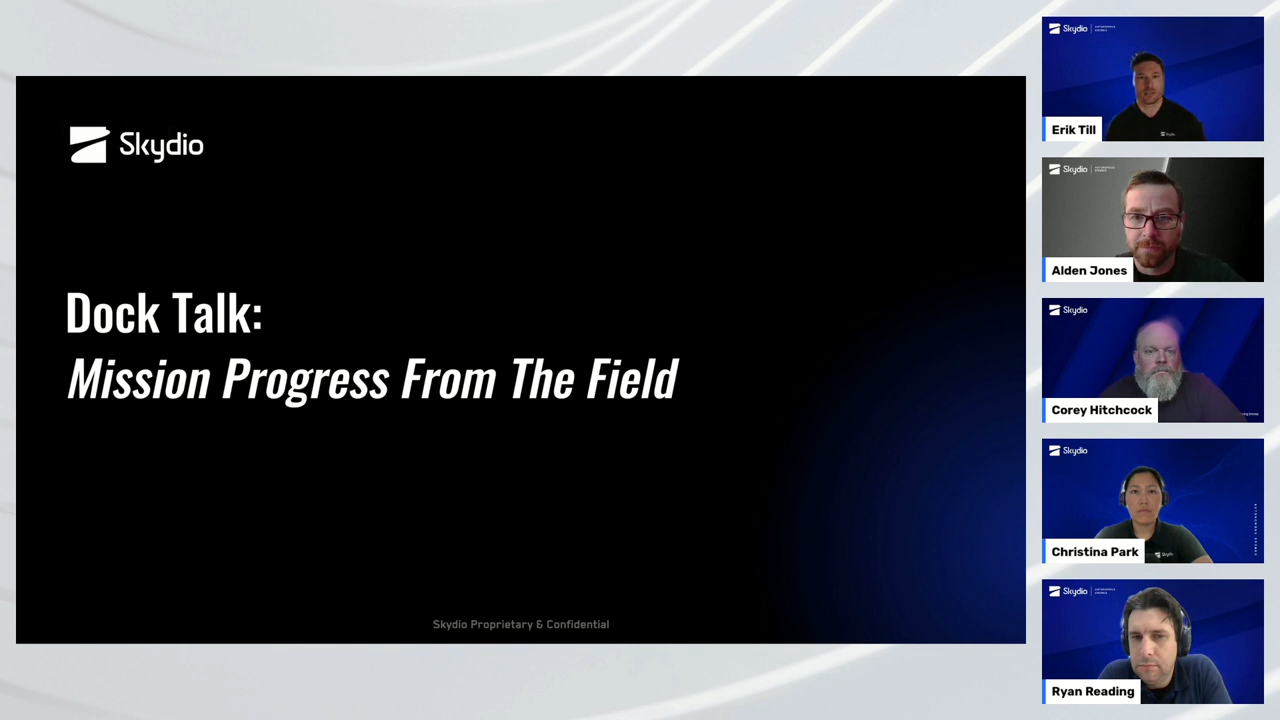 Skydio
Dock Talk:
Mission Progress From The Field
Skydio Proprietary & Confidential
Skydio
Erik Till
Skydio
Alden Jones
Skydio
Corey Hitchcock
Skydio
Christina Park
Skydio
Ryan Reading